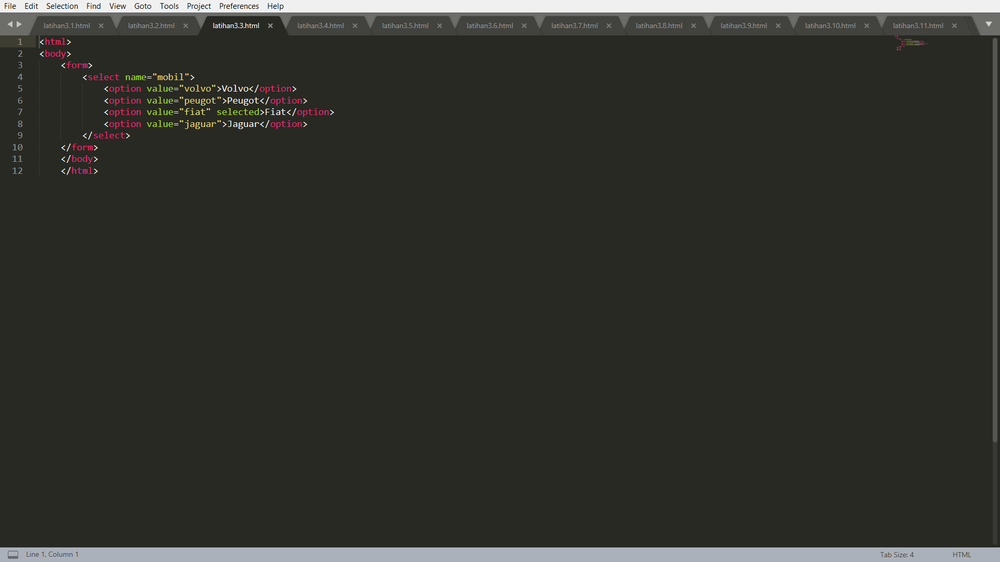 File Edit Selection Find View Goto Tools Project Preferences Help
latihan3.1.html × latihan3.2.html × latihan3.3.html × latihan3.4.html × latihan3.5.html × latihan3.6.html × latihan3.7.html × latihan3.8.html × latihan3.9.html × latihan3.10.html × latihan3.11.html ×
1 <html>
2 <body>
3     <form>
4         <select name="mobil">
5             <option value="volvo">Volvo</option>
6             <option value="peugot">Peugot</option>
7             <option value="fiat" selected>Fiat</option>
8             <option value="jaguar">Jaguar</option>
9         </select>
10     </form>
11     </body>
12     </html>
Line 1, Column 1 Tab Size: 4 HTML